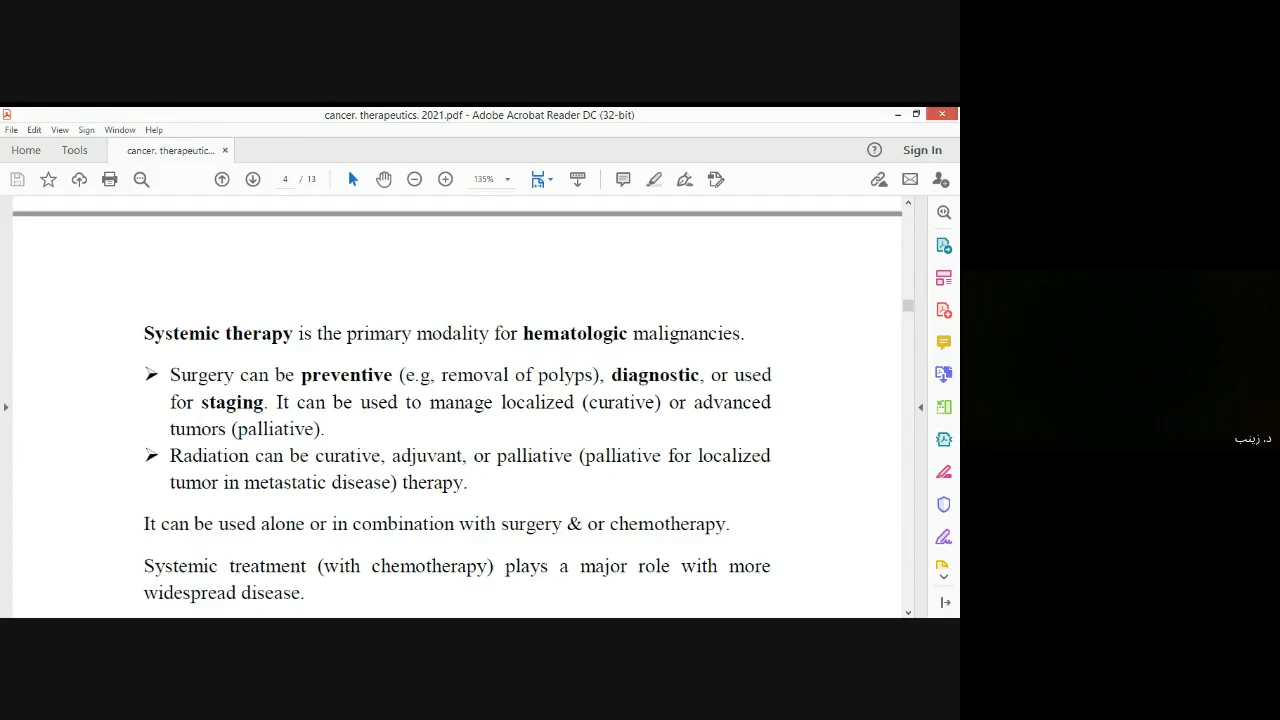 cancer. therapeutics. 2021.pdf - Adobe Acrobat Reader DC (32-bit)
File Edit View Sign Window Help
Home Tools cancer. therapeutic... × Sign In
4 / 13 135%
Systemic therapy is the primary modality for hematologic malignancies.
➢ Surgery can be preventive (e.g, removal of polyps), diagnostic, or used
for staging. It can be used to manage localized (curative) or advanced
tumors (palliative).
➢ Radiation can be curative, adjuvant, or palliative (palliative for localized
tumor in metastatic disease) therapy.
It can be used alone or in combination with surgery & or chemotherapy.
Systemic treatment (with chemotherapy) plays a major role with more
widespread disease.
د. زينب